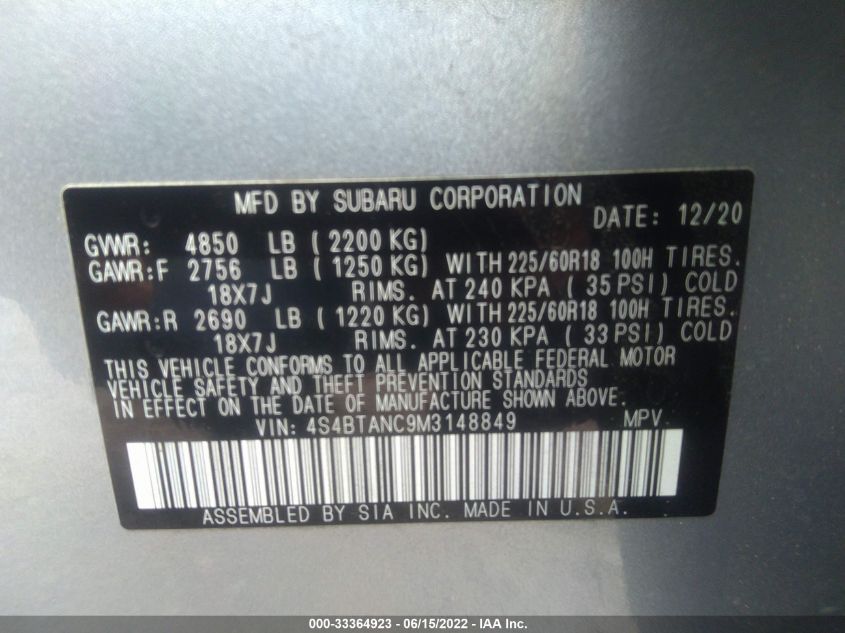 MFD BY SUBARU CORPORATION DATE: 12/20
GVWR: 4850 LB ( 2200 KG)
GAWR:F 2756 LB ( 1250 KG) WITH 225/60R18 100H TIRES.
18X7J RIMS. AT 240 KPA ( 35 PSI) COLD
GAWR:R 2690 LB ( 1220 KG) WITH 225/60R18 100H TIRES.
18X7J RIMS. AT 230 KPA ( 33 PSI) COLD
THIS VEHICLE CONFORMS TO ALL APPLICABLE FEDERAL MOTOR
VEHICLE SAFETY AND THEFT PREVENTION STANDARDS
IN EFFECT ON THE DATE OF MANUFACTURE SHOWN ABOVE.
VIN: 4S4BTANC9M3148849 MPV
ASSEMBLED BY SIA INC. MADE IN U.S.A.
000-33364923 - 06/15/2022 - IAA Inc.